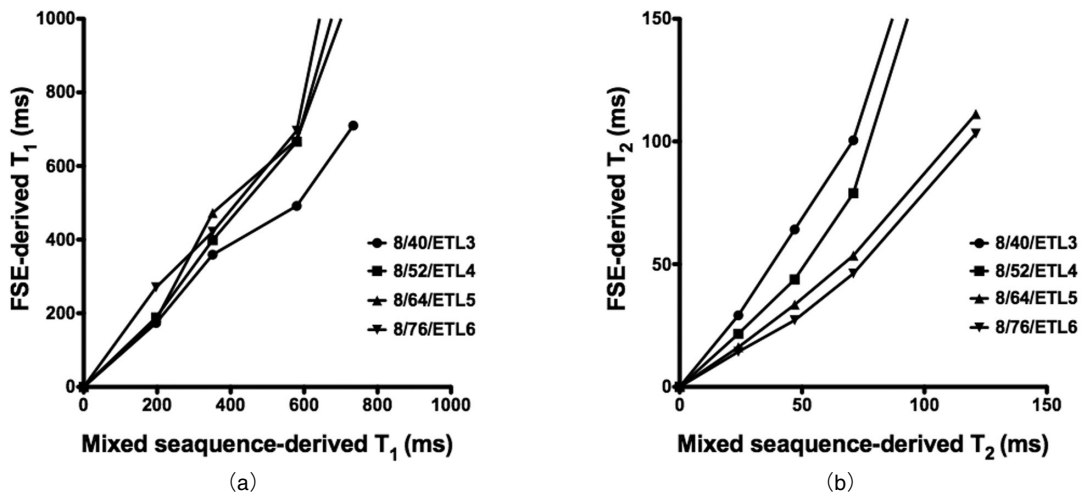 1000
800
600
400
200
0
FSE-derived T1 (ms)
8/40/ETL3
8/52/ETL4
8/64/ETL5
8/76/ETL6
0 200 400 600 800 1000
Mixed seaquence-derived T1 (ms)
(a)
150
100
50
0
FSE-derived T2 (ms)
8/40/ETL3
8/52/ETL4
8/64/ETL5
8/76/ETL6
0 50 100 150
Mixed seaquence-derived T2 (ms)
(b)